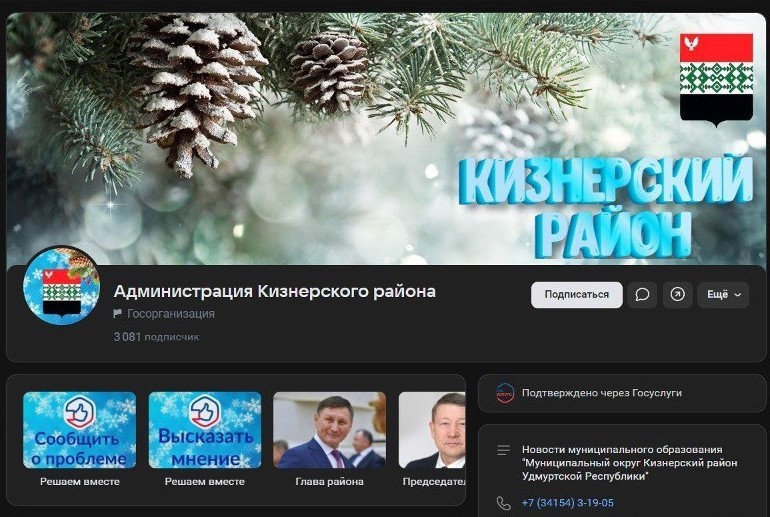 КИЗНЕРСКИЙ
РАЙОН
Администрация Кизнерского района
Госорганизация
3 081 подписчик
Подписаться
Ещё
Сообщить
о проблеме
Решаем вместе
Высказать
мнение
Решаем вместе
Глава района
Председател
Подтверждено через Госуслуги
Новости муниципального образования
"Муниципальный округ Кизнерский район
Удмуртской Республики"
+7 (34154) 3-19-05